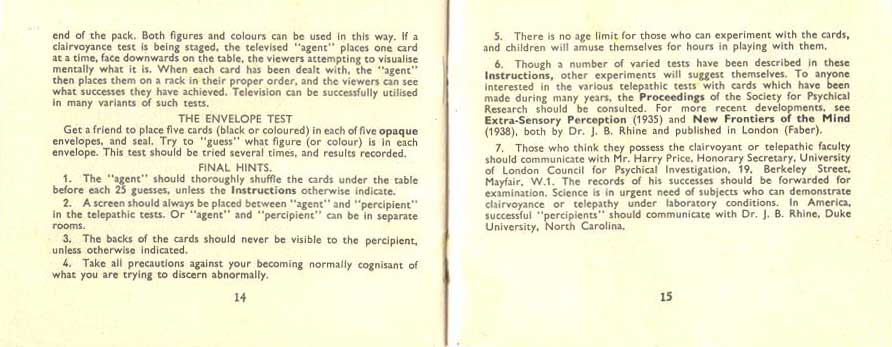 end of the pack. Both figures and colours can be used in this way. If a
clairvoyance test is being staged, the televised "agent" places one card
at a time, face downwards on the table, the viewers attempting to visualise
mentally what it is. When each card has been dealt with, the "agent"
then places them on a rack in their proper order, and the viewers can see
what successes they have achieved. Television can be successfully utilised
in many variants of such tests.
THE ENVELOPE TEST
Get a friend to place five cards (black or coloured) in each of five opaque
envelopes, and seal. Try to "guess" what figure (or colour) is in each
envelope. This test should be tried several times, and results recorded.
FINAL HINTS.
1. The "agent" should thoroughly shuffle the cards under the table
before each 25 guesses, unless the Instructions otherwise indicate.
2. A screen should always be placed between "agent" and "percipient"
in the telepathic tests. Or "agent" and "percipient" can be in separate
rooms.
3. The backs of the cards should never be visible to the percipient,
unless otherwise indicated.
4. Take all precautions against your becoming normally cognisant of
what you are trying to discern abnormally.
14
5. There is no age limit for those who can experiment with the cards,
and children will amuse themselves for hours in playing with them.
6. Though a number of varied tests have been described in these
Instructions, other experiments will suggest themselves. To anyone
interested in the various telepathic tests with cards which have been
made during many years, the Proceedings of the Society for Psychical
Research should be consulted. For more recent developments, see
Extra-Sensory Perception (1935) and New Frontiers of the Mind
(1938), both by Dr. J. B. Rhine and published in London (Faber).
7. Those who think they possess the clairvoyant or telepathic faculty
should communicate with Mr. Harry Price, Honorary Secretary, University
of London Council for Psychical Investigation, 19, Berkeley Street,
Mayfair, W.1. The records of his successes should be forwarded for
examination. Science is in urgent need of subjects who can demonstrate
clairvoyance or telepathy under laboratory conditions. In America,
successful "percipients" should communicate with Dr. J. B. Rhine, Duke
University, North Carolina.
15